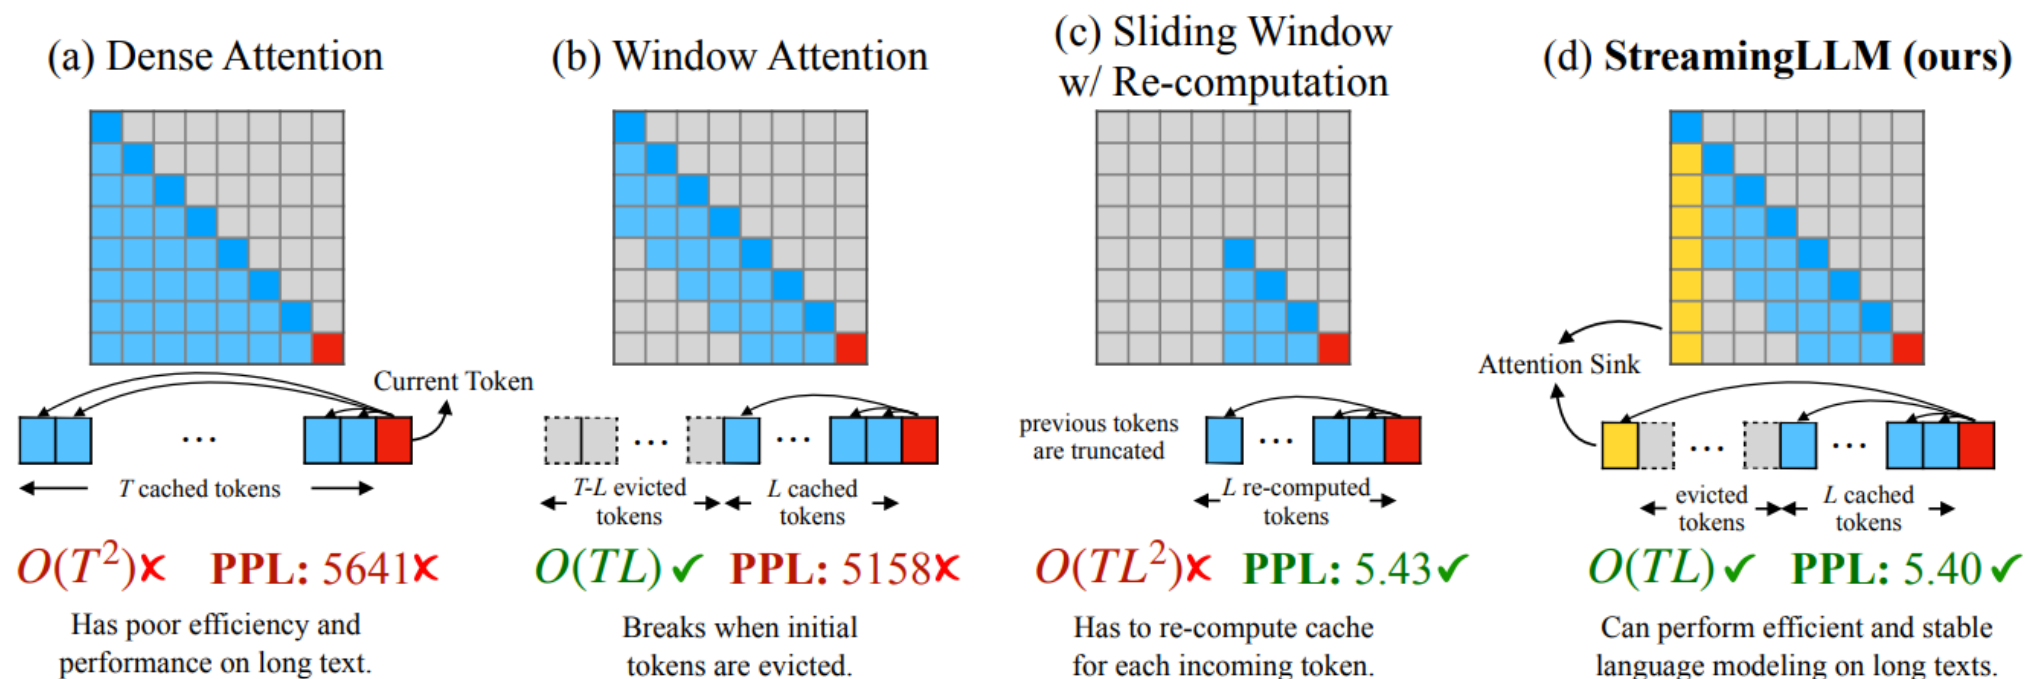 (a) Dense Attention
Current Token
...
T cached tokens
O(T²)✗ PPL: 5641✗
Has poor efficiency and
performance on long text.
(b) Window Attention
...
...
T-L evicted
tokens
L cached
tokens
O(TL)✓ PPL: 5158✗
Breaks when initial
tokens are evicted.
(c) Sliding Window
w/ Re-computation
previous tokens
are truncated
...
L re-computed
tokens
O(TL²)✗ PPL: 5.43✓
Has to re-compute cache
for each incoming token.
(d) StreamingLLM (ours)
Attention Sink
...
...
evicted
tokens
L cached
tokens
O(TL)✓ PPL: 5.40✓
Can perform efficient and stable
language modeling on long texts.